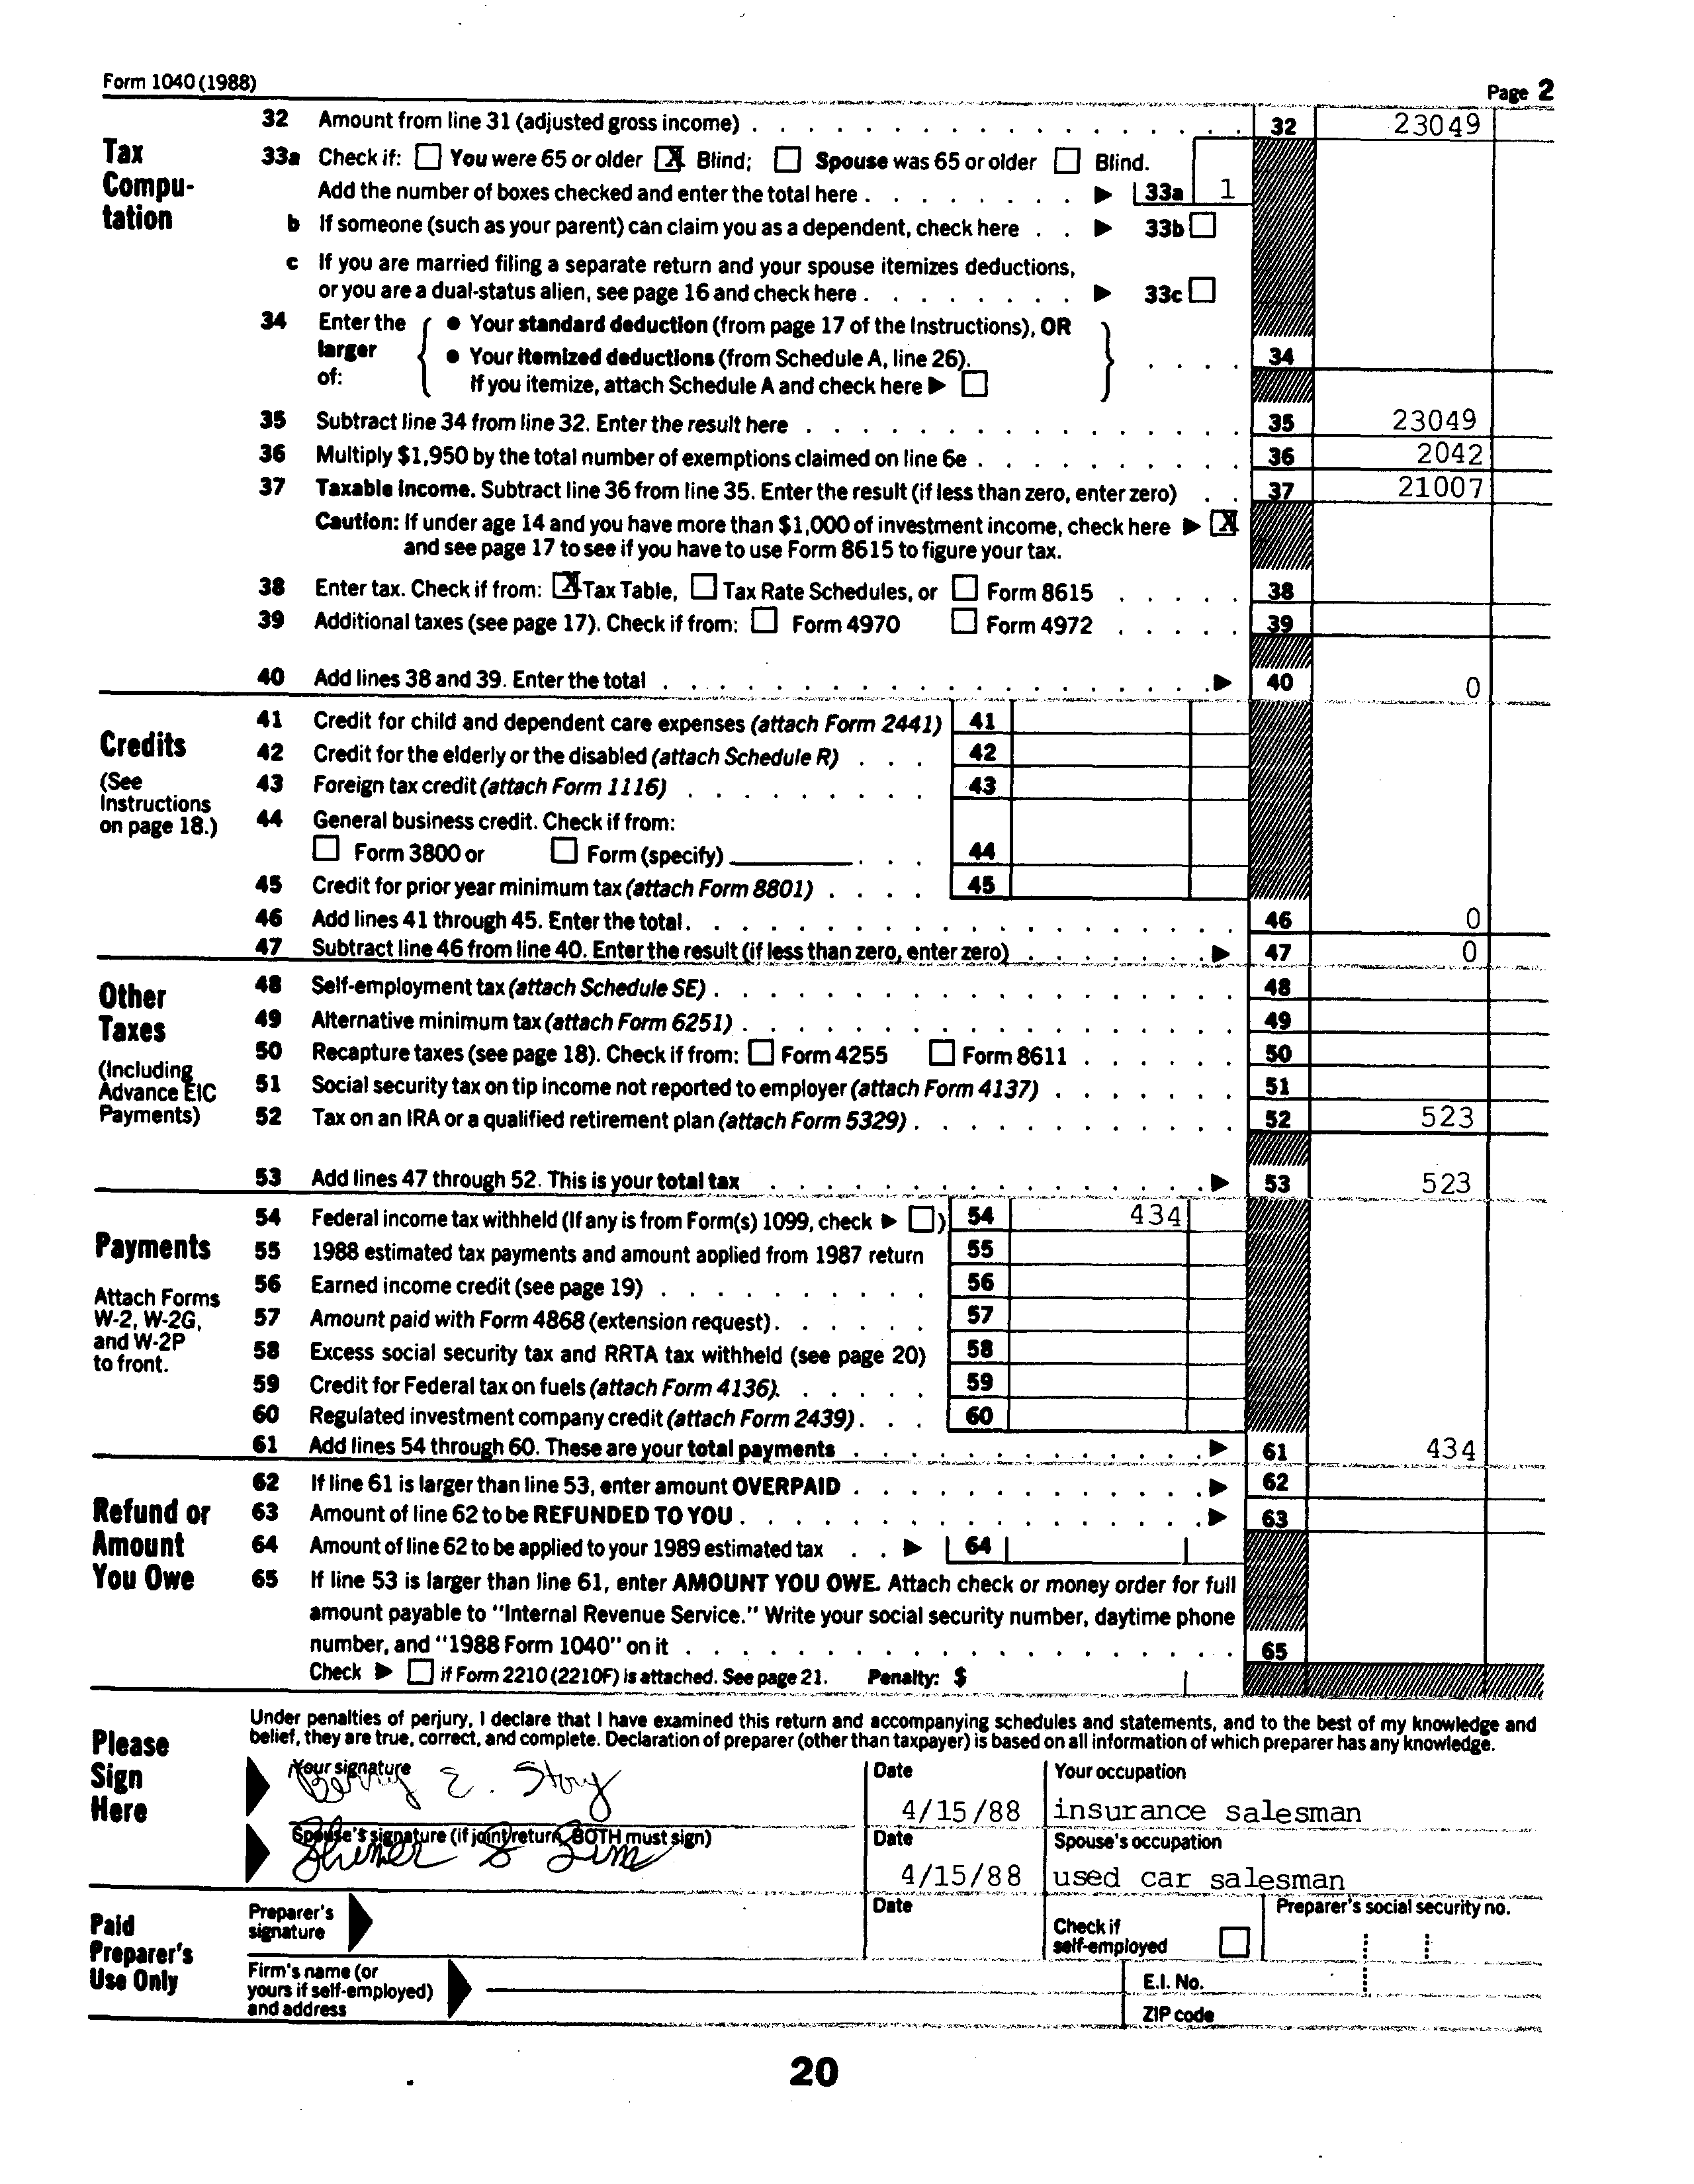 Form 1040 (1988)
Page 2
Tax Compu-tation
32 Amount from line 31 (adjusted gross income) . . . 32 23049
33a Check if: ☐ You were 65 or older ☒ Blind; ☐ Spouse was 65 or older ☐ Blind.
Add the number of boxes checked and enter the total here . . . ▶ 33a 1
b If someone (such as your parent) can claim you as a dependent, check here . . ▶ 33b ☐
c If you are married filing a separate return and your spouse itemizes deductions,
or you are a dual-status alien, see page 16 and check here . . . ▶ 33c ☐
34 Enter the larger of: { ● Your standard deduction (from page 17 of the Instructions), OR
● Your itemized deductions (from Schedule A, line 26).
If you itemize, attach Schedule A and check here ▶ ☐ } . . . . 34
35 Subtract line 34 from line 32. Enter the result here . . . 35 23049
36 Multiply $1,950 by the total number of exemptions claimed on line 6e . . . 36 2042
37 Taxable income. Subtract line 36 from line 35. Enter the result (if less than zero, enter zero) . . 37 21007
Caution: If under age 14 and you have more than $1,000 of investment income, check here ▶ ☒
and see page 17 to see if you have to use Form 8615 to figure your tax.
38 Enter tax. Check if from: ☒ Tax Table, ☐ Tax Rate Schedules, or ☐ Form 8615 . . . 38
39 Additional taxes (see page 17). Check if from: ☐ Form 4970 ☐ Form 4972 . . . 39
40 Add lines 38 and 39. Enter the total . . . ▶ 40 0
Credits
(See Instructions on page 18.)
41 Credit for child and dependent care expenses (attach Form 2441) 41
42 Credit for the elderly or the disabled (attach Schedule R) . . . 42
43 Foreign tax credit (attach Form 1116) . . . 43
44 General business credit. Check if from:
☐ Form 3800 or ☐ Form (specify) ______ . . . 44
45 Credit for prior year minimum tax (attach Form 8801) . . . . 45
46 Add lines 41 through 45. Enter the total . . . 46 0
47 Subtract line 46 from line 40. Enter the result (if less than zero, enter zero) . . . ▶ 47 0
Other Taxes
(Including Advance EIC Payments)
48 Self-employment tax (attach Schedule SE) . . . 48
49 Alternative minimum tax (attach Form 6251) . . . 49
50 Recapture taxes (see page 18). Check if from: ☐ Form 4255 ☐ Form 8611 . . . 50
51 Social security tax on tip income not reported to employer (attach Form 4137) . . . 51
52 Tax on an IRA or a qualified retirement plan (attach Form 5329) . . . 52 523
53 Add lines 47 through 52. This is your total tax . . . ▶ 53 523
Payments
Attach Forms W-2, W-2G, and W-2P to front.
54 Federal income tax withheld (If any is from Form(s) 1099, check ▶ ☐) 54 434
55 1988 estimated tax payments and amount applied from 1987 return 55
56 Earned income credit (see page 19) . . . 56
57 Amount paid with Form 4868 (extension request) . . . 57
58 Excess social security tax and RRTA tax withheld (see page 20) 58
59 Credit for Federal tax on fuels (attach Form 4136) . . . 59
60 Regulated investment company credit (attach Form 2439) . . . 60
61 Add lines 54 through 60. These are your total payments . . . ▶ 61 434
Refund or Amount You Owe
62 If line 61 is larger than line 53, enter amount OVERPAID . . . ▶ 62
63 Amount of line 62 to be REFUNDED TO YOU . . . ▶ 63
64 Amount of line 62 to be applied to your 1989 estimated tax . . ▶ 64
65 If line 53 is larger than line 61, enter AMOUNT YOU OWE. Attach check or money order for full
amount payable to "Internal Revenue Service." Write your social security number, daytime phone
number, and "1988 Form 1040" on it . . . 65
Check ▶ ☐ if Form 2210 (2210F) is attached. See page 21. Penalty: $
Please Sign Here
Under penalties of perjury, I declare that I have examined this return and accompanying schedules and statements, and to the best of my knowledge and
belief, they are true, correct, and complete. Declaration of preparer (other than taxpayer) is based on all information of which preparer has any knowledge.
Your signature Date Your occupation
E. Story 4/15/88 insurance salesman
Spouse's signature (if joint return, BOTH must sign) Date Spouse's occupation
4/15/88 used car salesman
Paid Preparer's Use Only
Preparer's signature Date Check if self-employed ☐ Preparer's social security no.
Firm's name (or yours if self-employed) and address E.I. No.
ZIP code
20